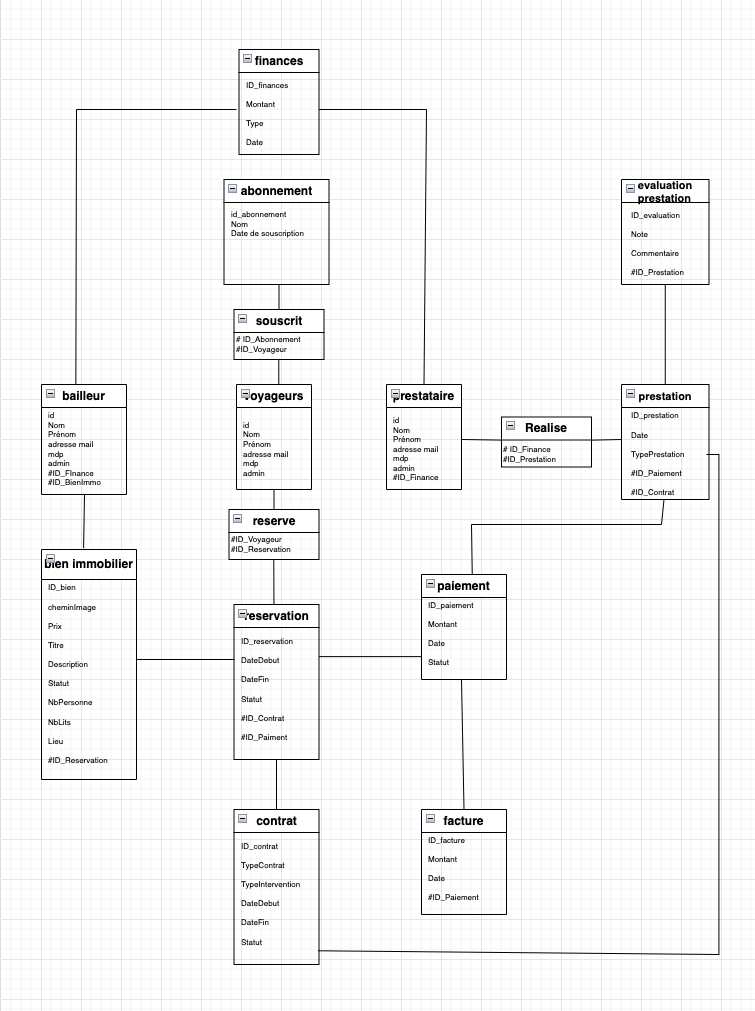 finances
ID_finances
Montant
Type
Date
abonnement
id_abonnement
Nom
Date de souscription
evaluation
prestation
ID_evaluation
Note
Commentaire
#ID_Prestation
souscrit
# ID_Abonnement
#ID_Voyageur
bailleur
id
Nom
Prénom
adresse mail
mdp
admin
#ID_FInance
#ID_BienImmo
voyageurs
id
Nom
Prénom
adresse mail
mdp
admin
prestataire
id
Nom
Prénom
adresse mail
mdp
admin
#ID_Finance
Realise
# ID_Finance
#ID_Prestation
prestation
ID_prestation
Date
TypePrestation
#ID_Paiement
#ID_Contrat
reserve
#ID_Voyageur
#ID_Reservation
bien immobilier
ID_bien
cheminImage
Prix
Titre
Description
Statut
NbPersonne
NbLits
Lieu
#ID_Reservation
reservation
ID_reservation
DateDebut
DateFin
Statut
#ID_Contrat
#ID_Paiment
paiement
ID_paiement
Montant
Date
Statut
contrat
ID_contrat
TypeContrat
TypeIntervention
DateDebut
DateFin
Statut
facture
ID_facture
Montant
Date
#ID_Paiement